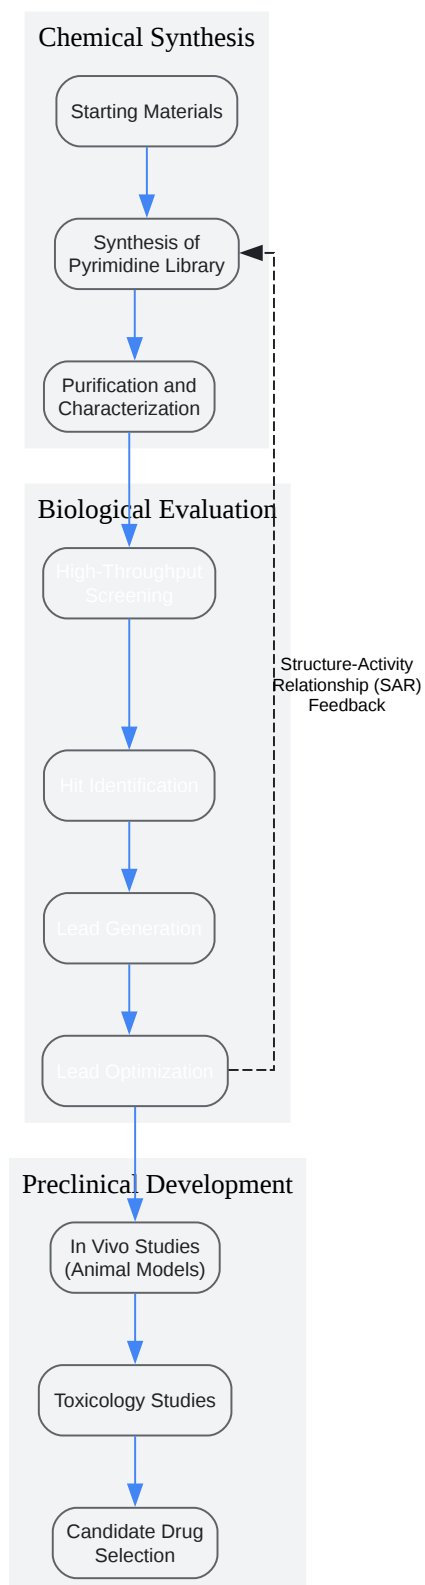 Chemical Synthesis
Starting Materials
Synthesis of
Pyrimidine Library
Purification and
Characterization
Biological Evaluation
High-Throughput
Screening
Structure-Activity
Relationship (SAR)
Feedback
Hit Identification
Lead Generation
Lead Optimization
Preclinical Development
In Vivo Studies
(Animal Models)
Toxicology Studies
Candidate Drug
Selection